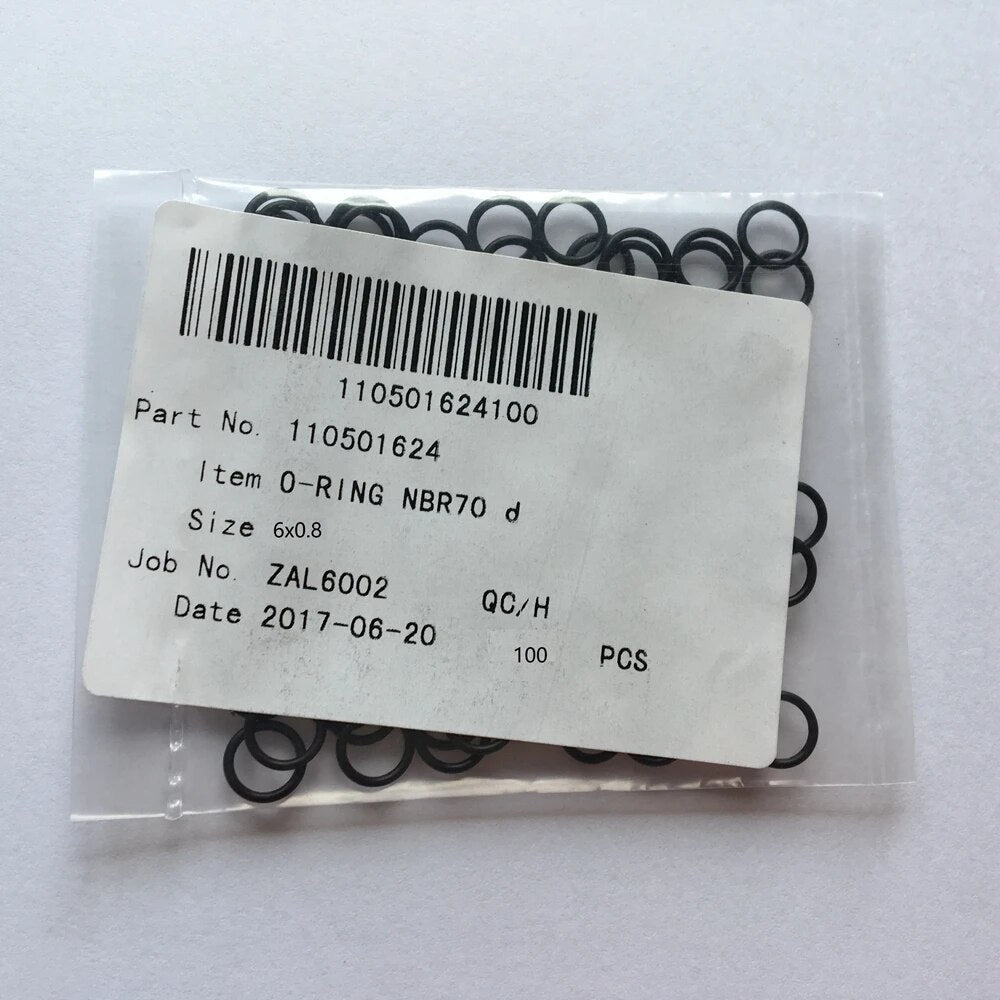 110501624100
Part No. 110501624
Item O-RING NBR70 d
Size 6x0.8
Job No. ZAL6002 QC/H
Date 2017-06-20
100 PCS